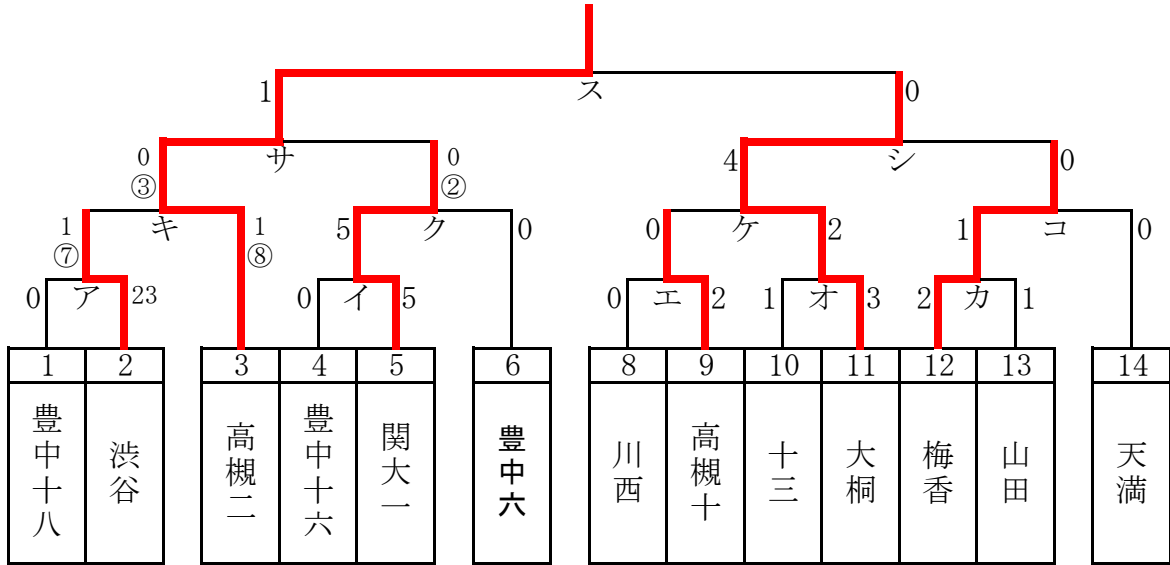 ス
1
0
サ
シ
0
③
0
②
4
0
キ
ク
ケ
コ
1
⑦
1
⑧
5
0
0
2
1
0
ア
イ
エ
オ
カ
0
23
0
5
0
2
1
3
2
1
1
2
3
4
5
6
8
9
10
11
12
13
14
豊中十八
渋谷
高槻二
豊中十六
関大一
豊中六
川西
高槻十
十三
大桐
梅香
山田
天満